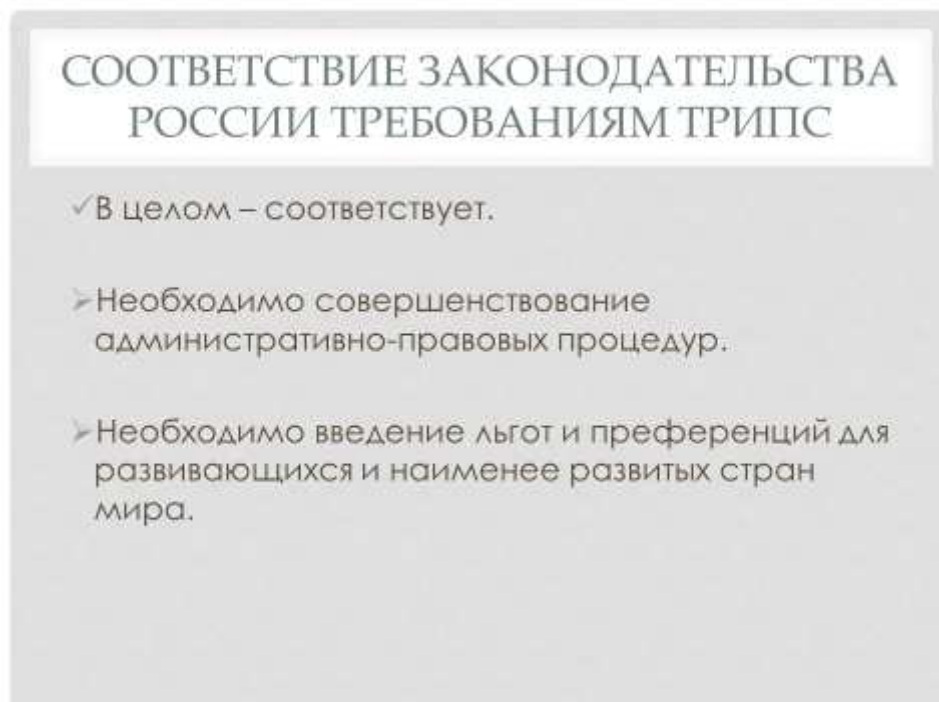 СООТВЕТСТВИЕ ЗАКОНОДАТЕЛЬСТВА
РОССИИ ТРЕБОВАНИЯМ ТРИПС
✓В целом – соответствует.
➢Необходимо совершенствование
административно-правовых процедур.
➢Необходимо введение льгот и преференций для
развивающихся и наименее развитых стран
мира.